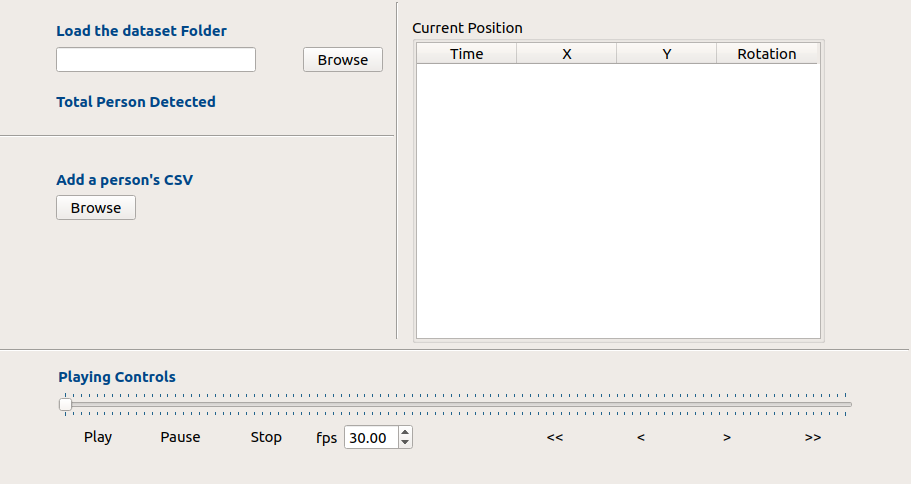 Load the dataset Folder
Browse
Total Person Detected
Add a person's CSV
Browse
Current Position
Time X Y Rotation
Playing Controls
Play Pause Stop fps 30.00 << < > >>